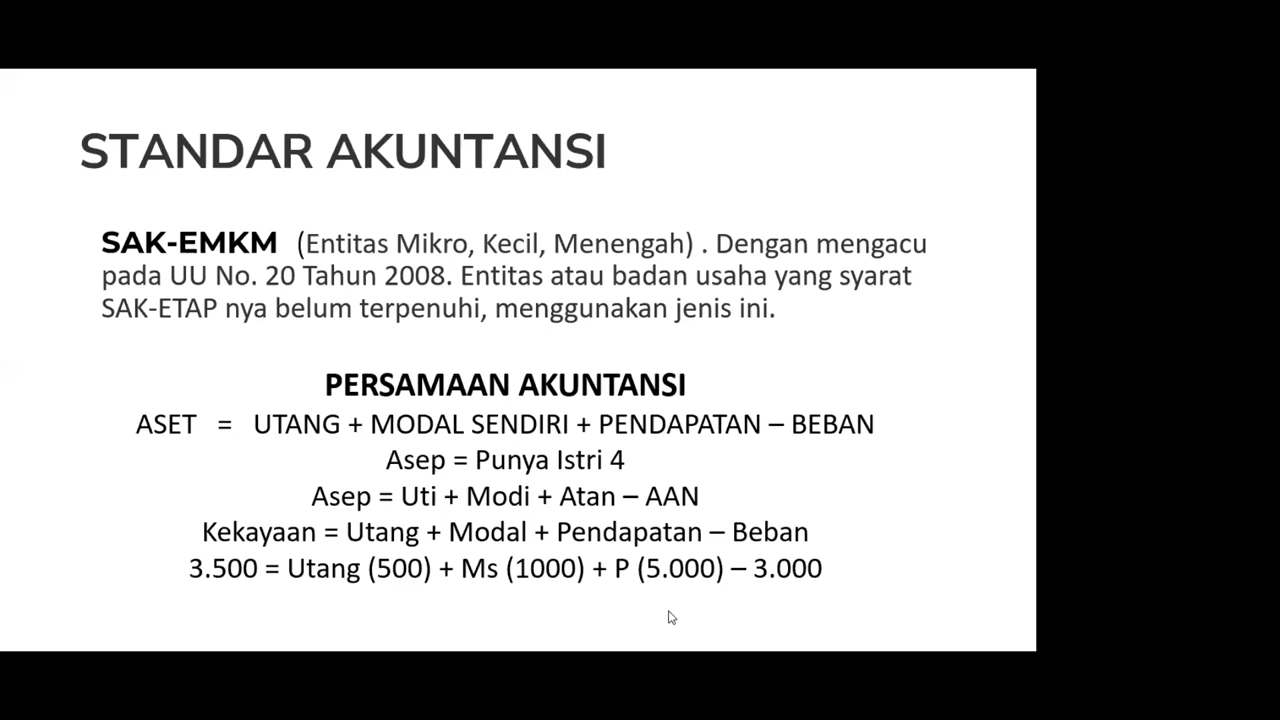 STANDAR AKUNTANSI
SAK-EMKM (Entitas Mikro, Kecil, Menengah) . Dengan mengacu
pada UU No. 20 Tahun 2008. Entitas atau badan usaha yang syarat
SAK-ETAP nya belum terpenuhi, menggunakan jenis ini.
PERSAMAAN AKUNTANSI
ASET = UTANG + MODAL SENDIRI + PENDAPATAN – BEBAN
Asep = Punya Istri 4
Asep = Uti + Modi + Atan – AAN
Kekayaan = Utang + Modal + Pendapatan – Beban
3.500 = Utang (500) + Ms (1000) + P (5.000) – 3.000